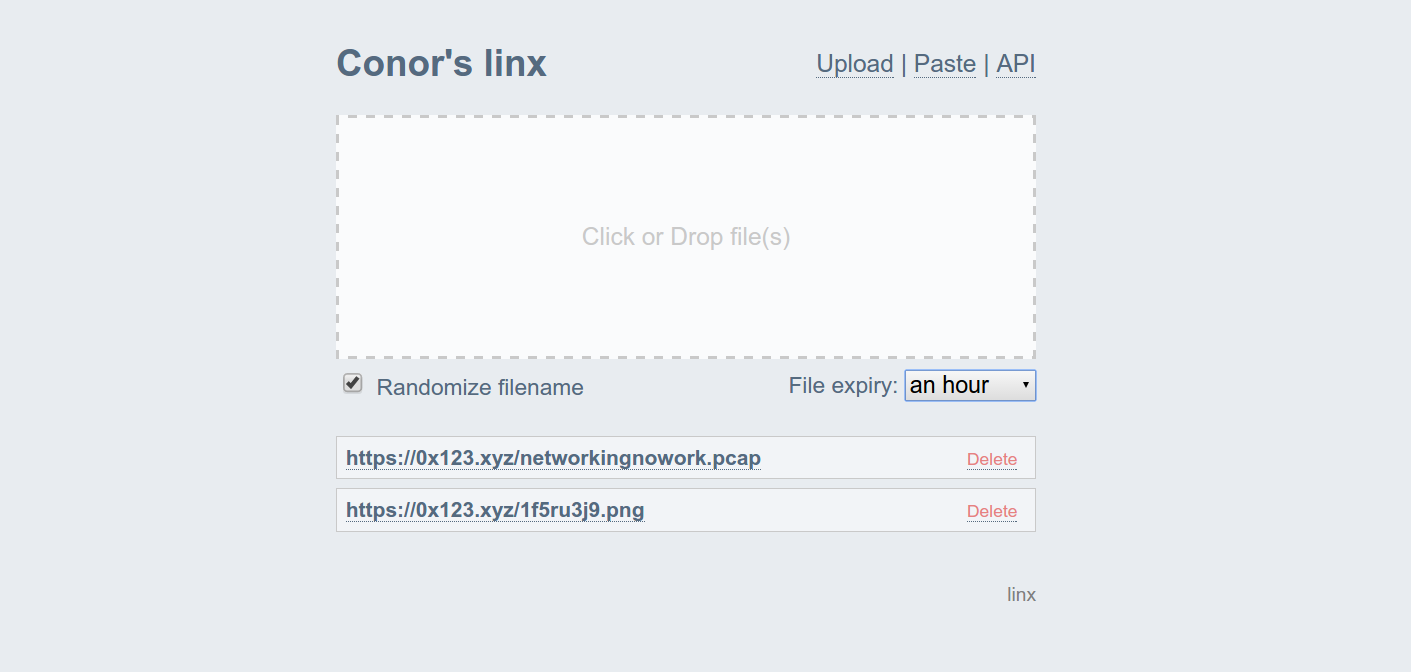 Conor's linx Upload | Paste | API
Click or Drop file(s)
Randomize filename File expiry: an hour
https://0x123.xyz/networkingnowork.pcap Delete
https://0x123.xyz/1f5ru3j9.png Delete
linx